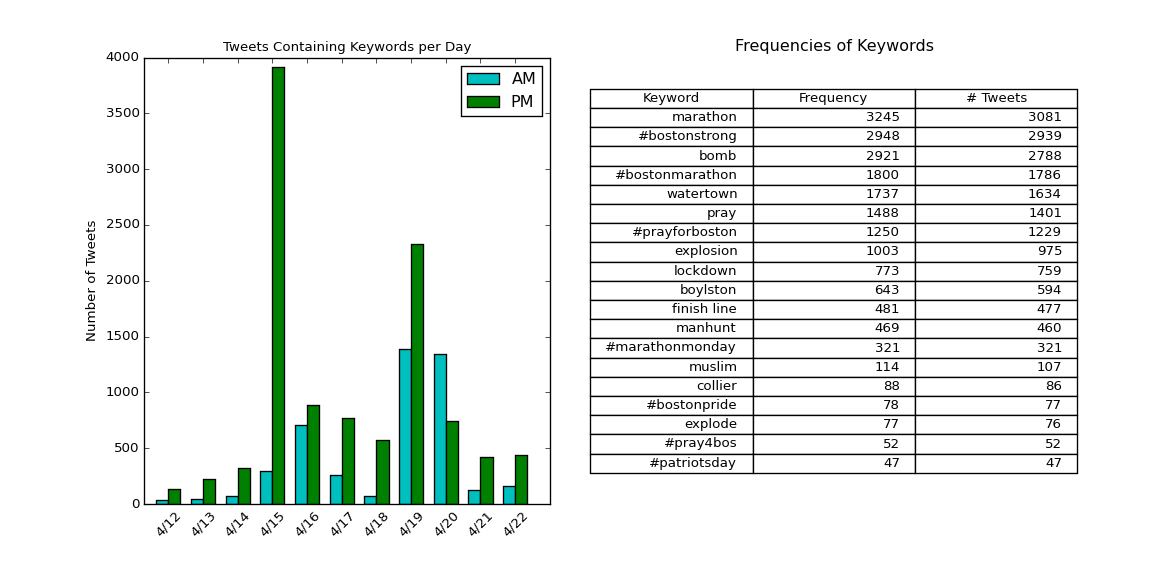 Tweets Containing Keywords per Day
4000
3500
3000
2500
2000
1500
1000
500
0
Number of Tweets
AM
PM
4/12 4/13 4/14 4/15 4/16 4/17 4/18 4/19 4/20 4/21 4/22
Frequencies of Keywords
Keyword Frequency # Tweets
marathon 3245 3081
#bostonstrong 2948 2939
bomb 2921 2788
#bostonmarathon 1800 1786
watertown 1737 1634
pray 1488 1401
#prayforboston 1250 1229
explosion 1003 975
lockdown 773 759
boylston 643 594
finish line 481 477
manhunt 469 460
#marathonmonday 321 321
muslim 114 107
collier 88 86
#bostonpride 78 77
explode 77 76
#pray4bos 52 52
#patriotsday 47 47